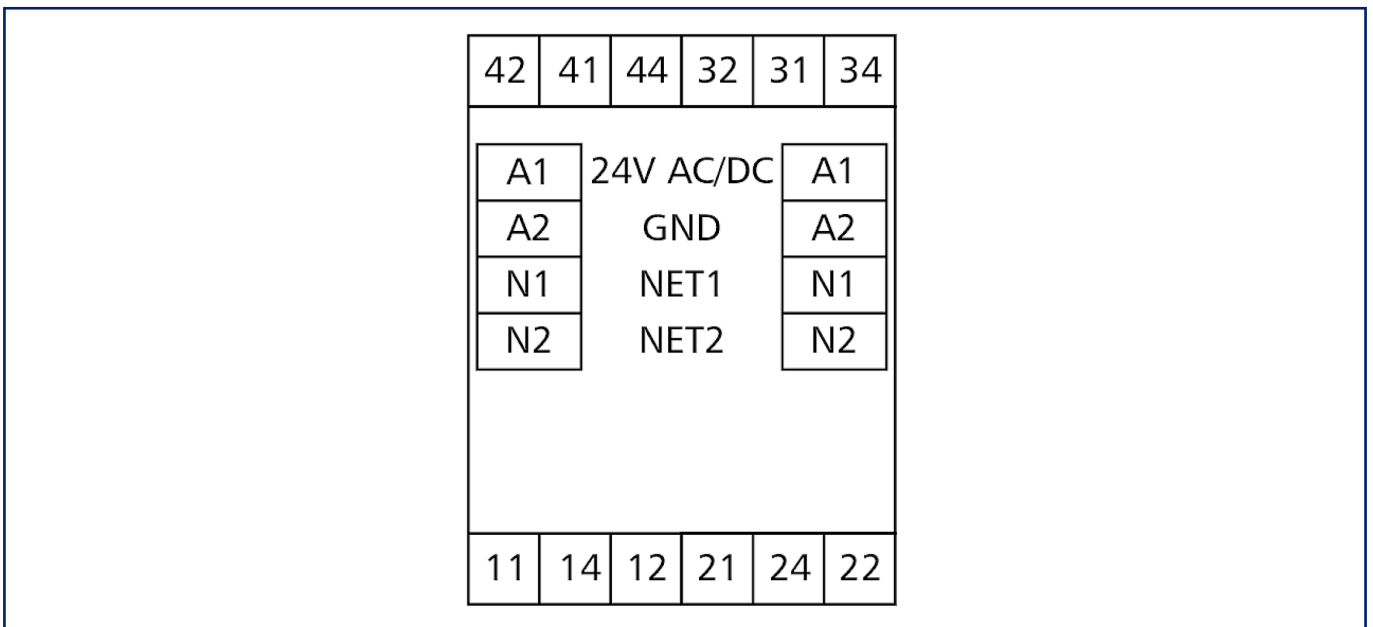 42 41 44 32 31 34
A1 24V AC/DC A1
A2 GND A2
N1 NET1 N1
N2 NET2 N2
11 14 12 21 24 22